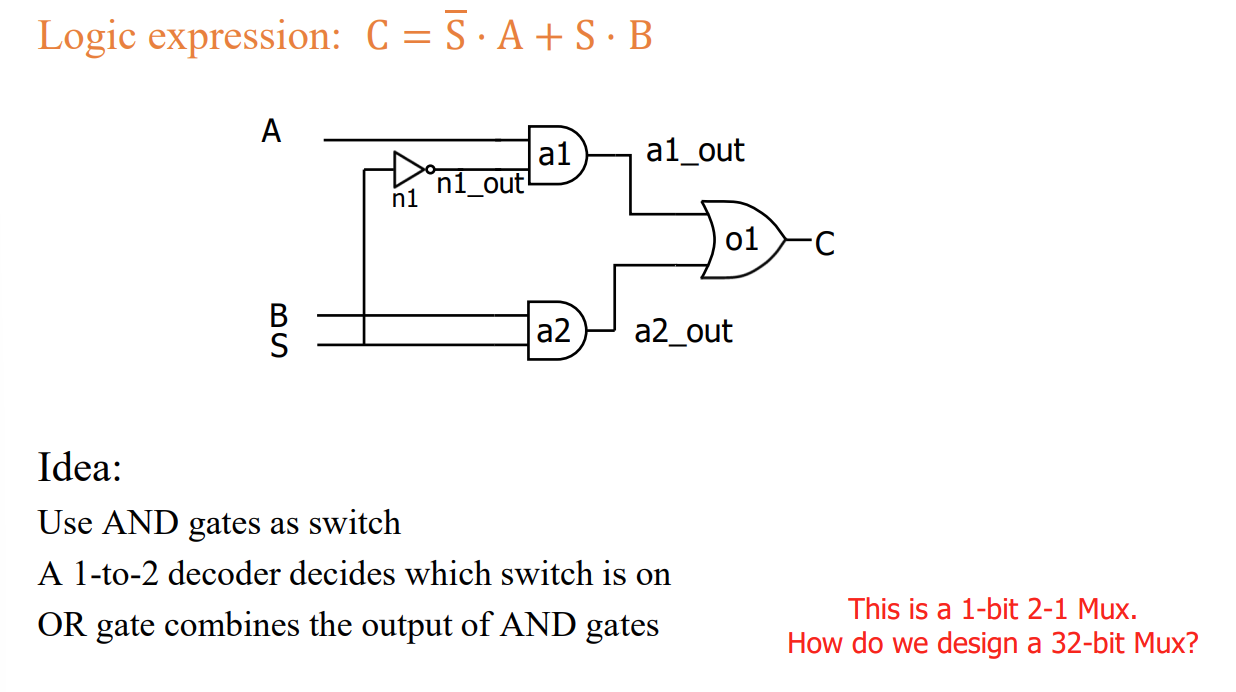 Logic expression: C = S̅ · A + S · B
A
a1
a1_out
n1_out
n1
o1
C
B
S
a2
a2_out
Idea:
Use AND gates as switch
A 1-to-2 decoder decides which switch is on
OR gate combines the output of AND gates
This is a 1-bit 2-1 Mux.
How do we design a 32-bit Mux?